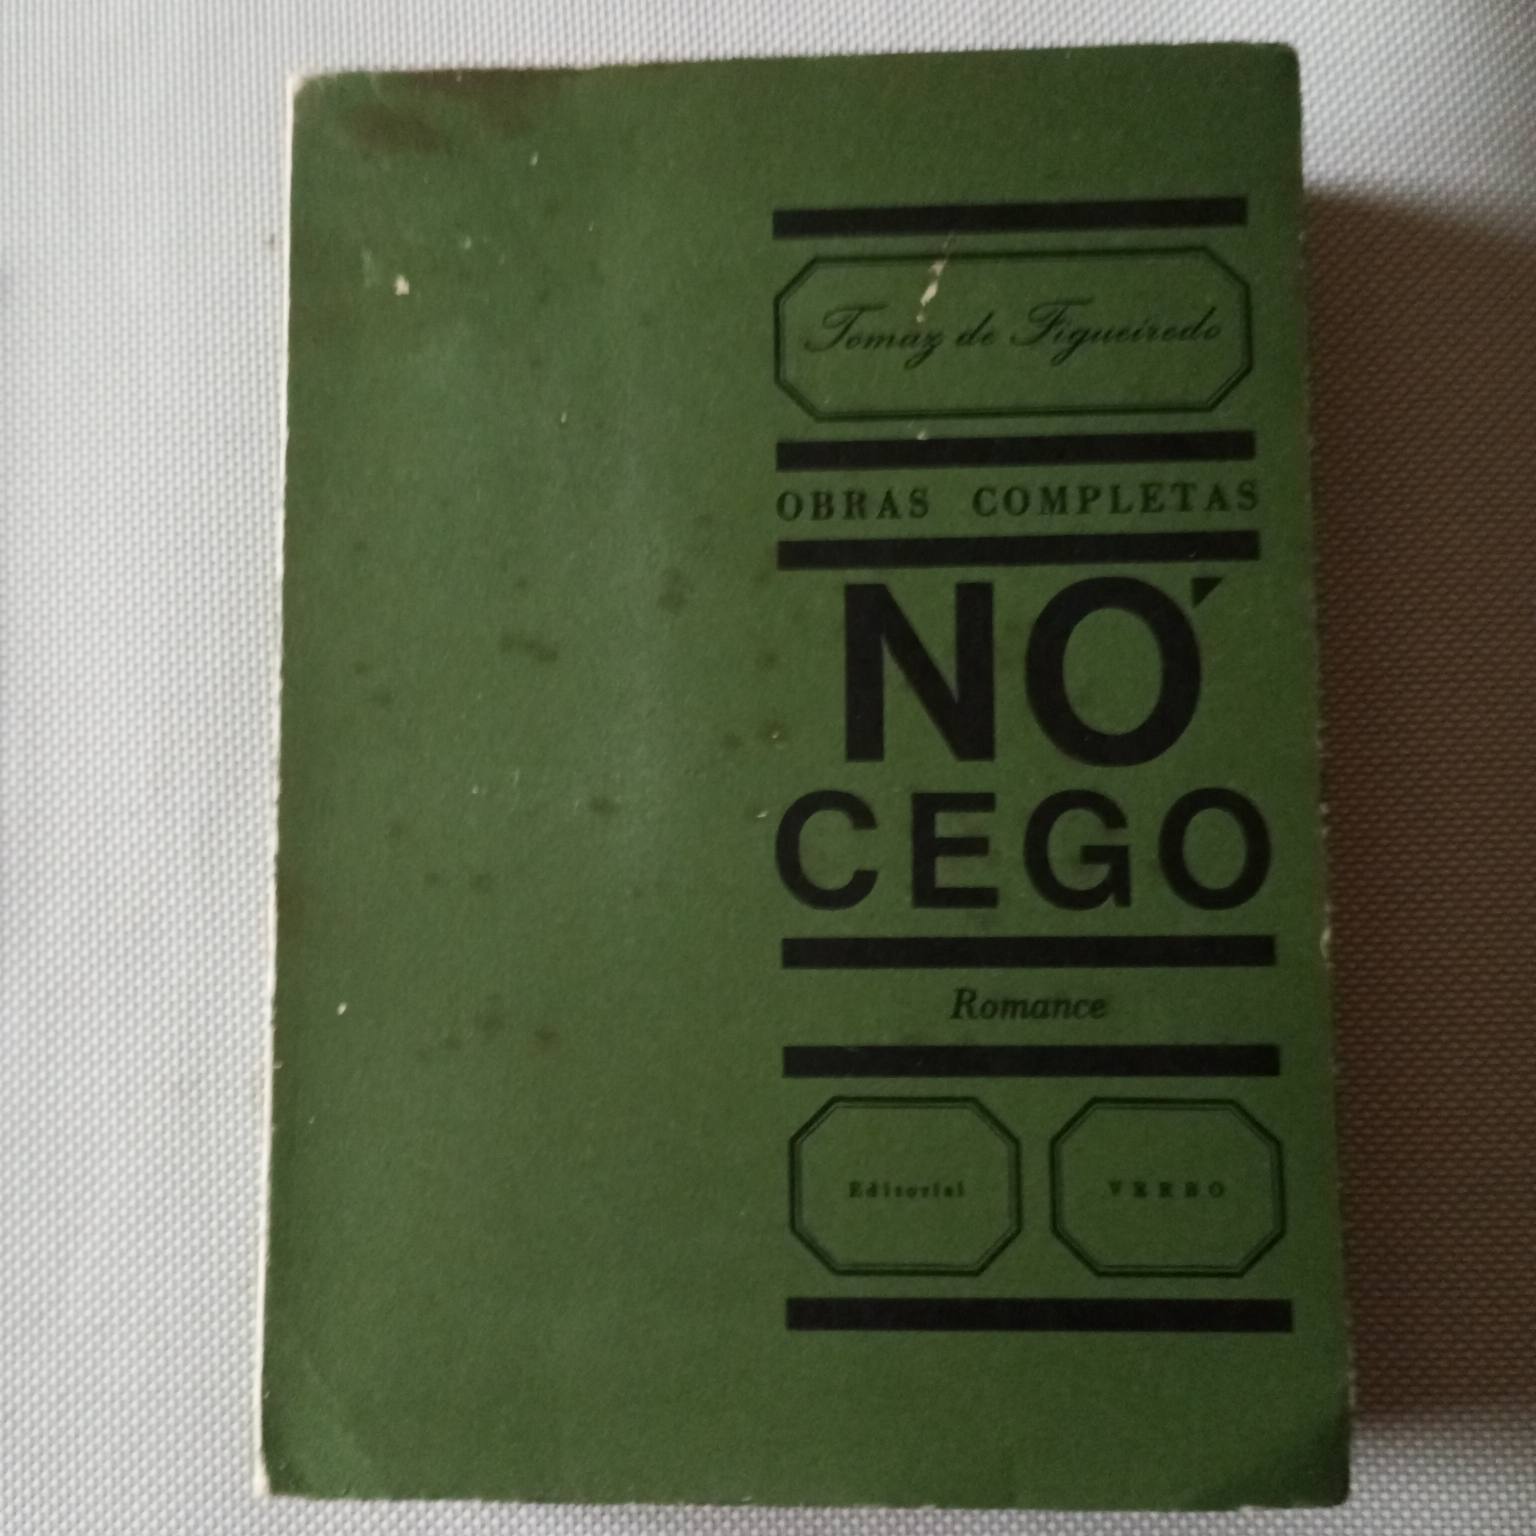 Tomaz de Figueiredo
OBRAS COMPLETAS
NÓ
CEGO
Romance
Editorial VERBO